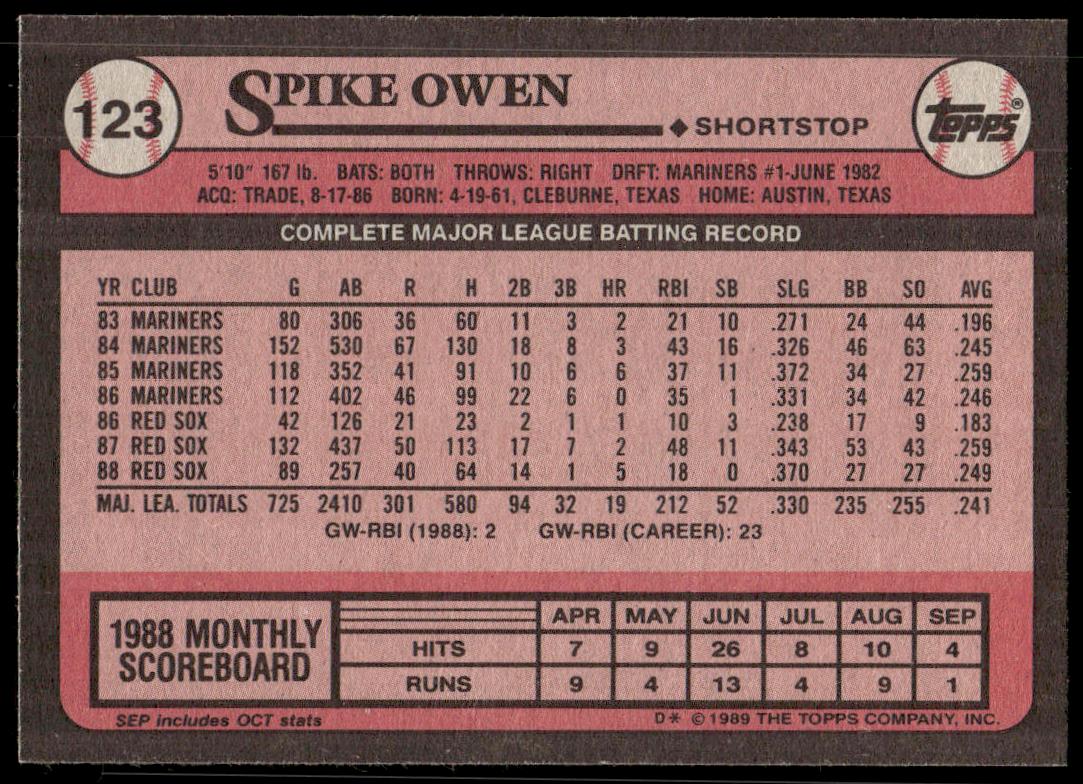 123
SPIKE OWEN
◆ SHORTSTOP
topps®
5'10" 167 lb. BATS: BOTH THROWS: RIGHT DRFT: MARINERS #1-JUNE 1982
ACQ: TRADE, 8-17-86 BORN: 4-19-61, CLEBURNE, TEXAS HOME: AUSTIN, TEXAS
COMPLETE MAJOR LEAGUE BATTING RECORD
YR CLUB G AB R H 2B 3B HR RBI SB SLG BB SO AVG
83 MARINERS 80 306 36 60 11 3 2 21 10 .271 24 44 .196
84 MARINERS 152 530 67 130 18 8 3 43 16 .326 46 63 .245
85 MARINERS 118 352 41 91 10 6 6 37 11 .372 34 27 .259
86 MARINERS 112 402 46 99 22 6 0 35 1 .331 34 42 .246
86 RED SOX 42 126 21 23 2 1 1 10 3 .238 17 9 .183
87 RED SOX 132 437 50 113 17 7 2 48 11 .343 53 43 .259
88 RED SOX 89 257 40 64 14 1 5 18 0 .370 27 27 .249
MAJ. LEA. TOTALS 725 2410 301 580 94 32 19 212 52 .330 235 255 .241
GW-RBI (1988): 2 GW-RBI (CAREER): 23
1988 MONTHLY
SCOREBOARD
APR MAY JUN JUL AUG SEP
HITS 7 9 26 8 10 4
RUNS 9 4 13 4 9 1
SEP includes OCT stats
D* © 1989 THE TOPPS COMPANY, INC.